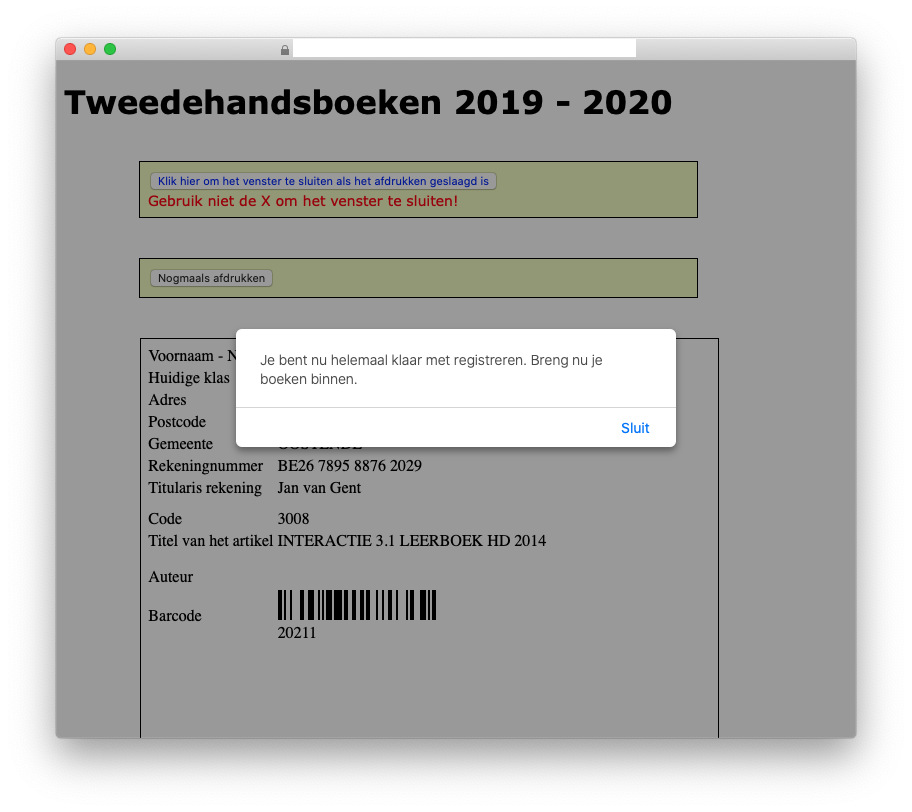 Tweedehandsboeken 2019 - 2020
Klik hier om het venster te sluiten als het afdrukken geslaagd is
Gebruik niet de X om het venster te sluiten!
Nogmaals afdrukken
Je bent nu helemaal klaar met registreren. Breng nu je
boeken binnen.
Sluit
Voornaam - N
Huidige klas
Adres
Postcode
Gemeente OOSTENDE
Rekeningnummer BE26 7895 8876 2029
Titularis rekening Jan van Gent
Code 3008
Titel van het artikel INTERACTIE 3.1 LEERBOEK HD 2014
Auteur
Barcode
20211